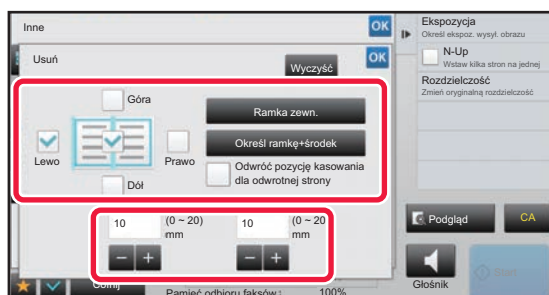 Inne
OK
Usuń
Wyczyść
OK
Góra
Lewo
Prawo
Dół
Ramka zewn.
Określ ramkę+środek
Odwróć pozycję kasowania
dla odwrotnej strony
10
(0 ~ 20)
mm
10
(0 ~ 20
mm
Pamięć odbioru faksów:
100%
Ekspozycja
Określ ekspoz. wysył. obrazu
N-Up
Wstaw kilka stron na jednej
Rozdzielczość
Zmień oryginalną rozdzielczość
Podgląd
CA
Głośnik
Start